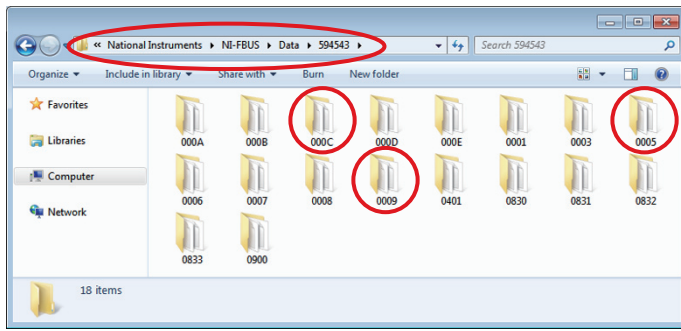 « National Instruments ▸ NI-FBUS ▸ Data ▸ 594543 ▸ Search 594543
Organize ▾ Include in library ▾ Share with ▾ Burn New folder
Favorites
Libraries
Computer
Network
000A 000B 000C 000D 000E 0001 0003 0005
0006 0007 0008 0009 0401 0830 0831 0832
0833 0900
18 items